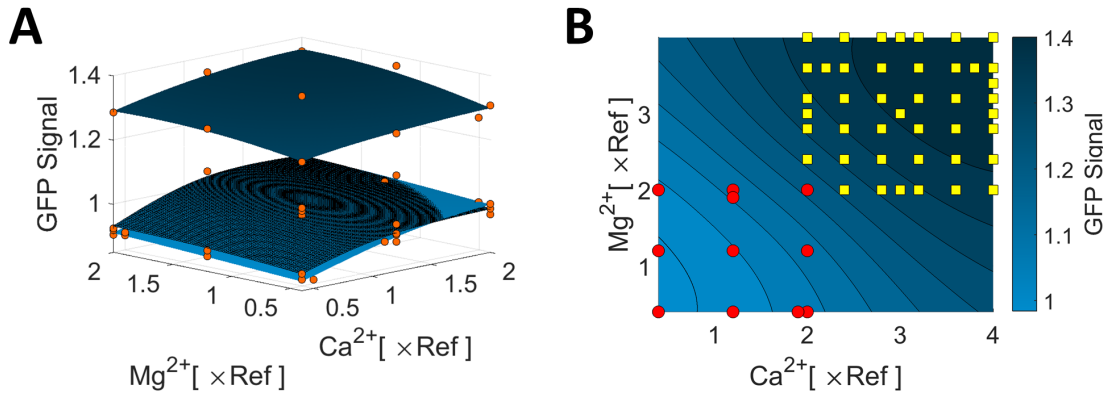 A
GFP Signal
1.4
1.2
1
2
1.5
1
0.5
Mg2+[ ×Ref ]
0.5
1
1.5
2
Ca2+[ ×Ref ]
B
Mg2+[ ×Ref ]
3
2
1
1
2
3
4
Ca2+[ ×Ref ]
1.4
1.3
1.2
1.1
1
GFP Signal